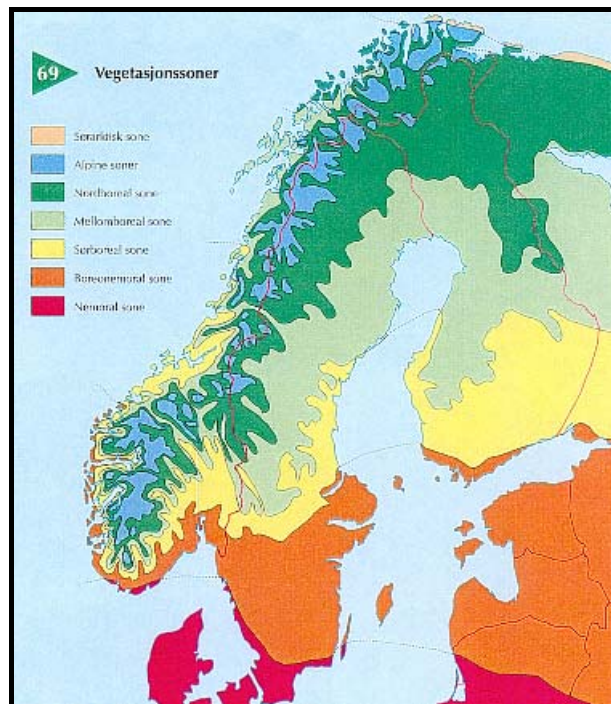 69
Vegetasjonssoner
Sørarktisk sone
Alpine soner
Nordboreal sone
Mellomboreal sone
Sørboreal sone
Boreonemoral sone
Nemoral sone